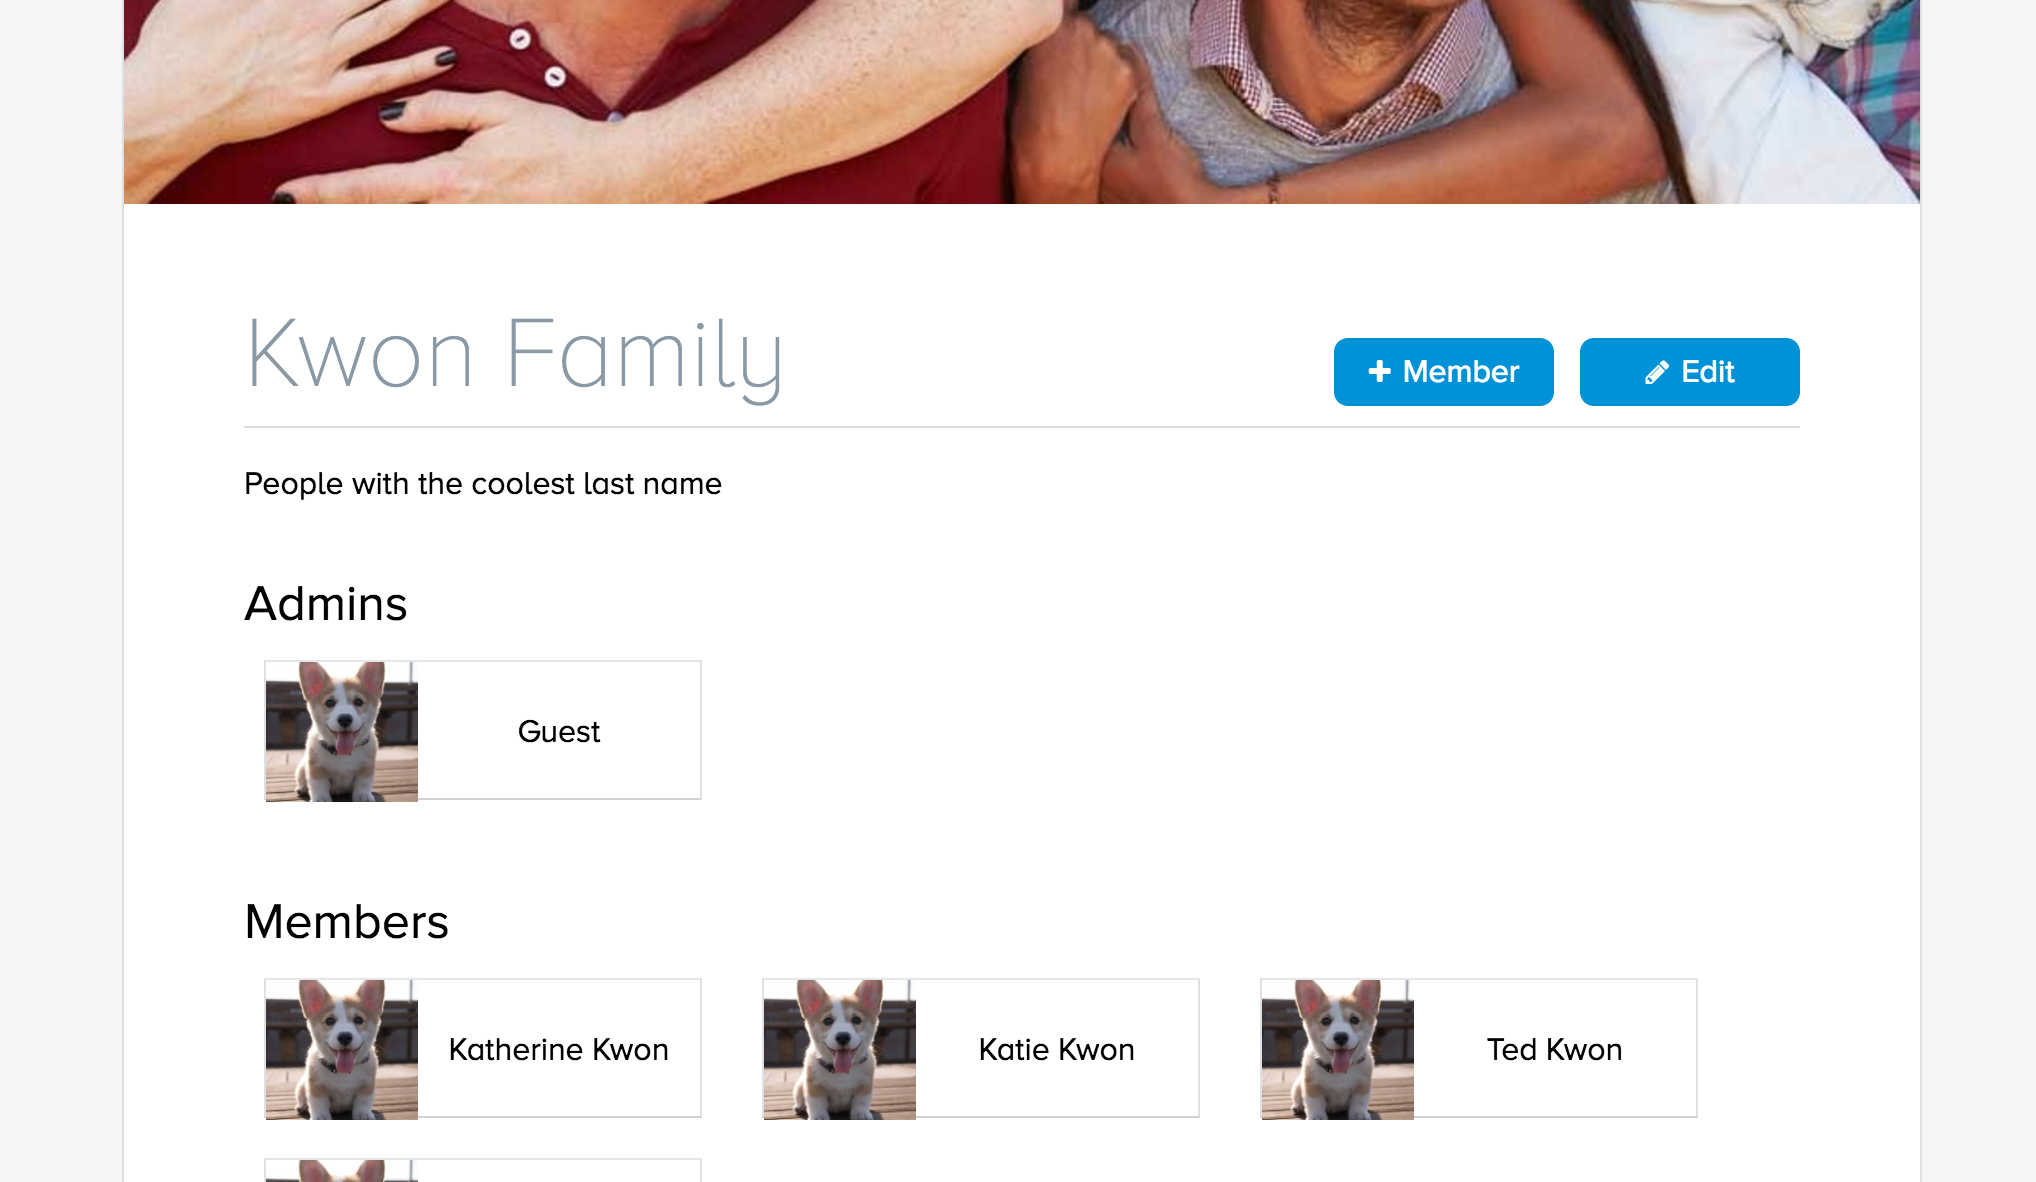 Kwon Family
Member
Edit
People with the coolest last name
Admins
Guest
Members
Katherine Kwon
Katie Kwon
Ted Kwon